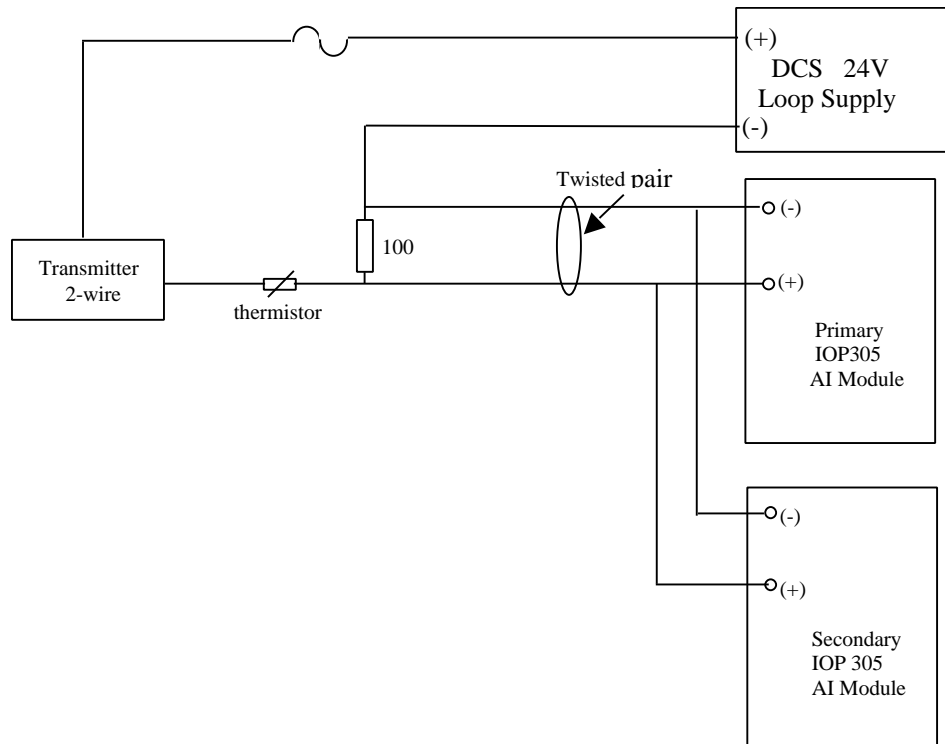 (+)
DCS 24V
Loop Supply
(-)
Twisted pair
(-)
100
Transmitter
2-wire
(+)
thermistor
Primary
IOP305
AI Module
(-)
(+)
Secondary
IOP 305
AI Module